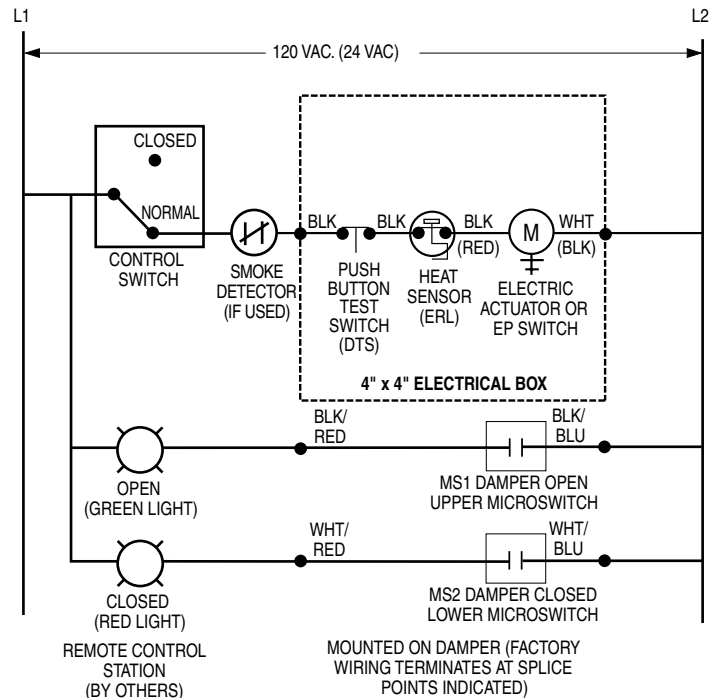 L1
L2
120 VAC. (24 VAC)
CLOSED
NORMAL
CONTROL
SWITCH
SMOKE
DETECTOR
(IF USED)
BLK
BLK
BLK
(RED)
WHT
(BLK)
M
PUSH
BUTTON
TEST
SWITCH
(DTS)
HEAT
SENSOR
(ERL)
ELECTRIC
ACTUATOR OR
EP SWITCH
4" x 4" ELECTRICAL BOX
BLK/
RED
BLK/
BLU
OPEN
(GREEN LIGHT)
MS1 DAMPER OPEN
UPPER MICROSWITCH
WHT/
RED
WHT/
BLU
CLOSED
(RED LIGHT)
MS2 DAMPER CLOSED
LOWER MICROSWITCH
REMOTE CONTROL
STATION
(BY OTHERS)
MOUNTED ON DAMPER (FACTORY
WIRING TERMINATES AT SPLICE
POINTS INDICATED)